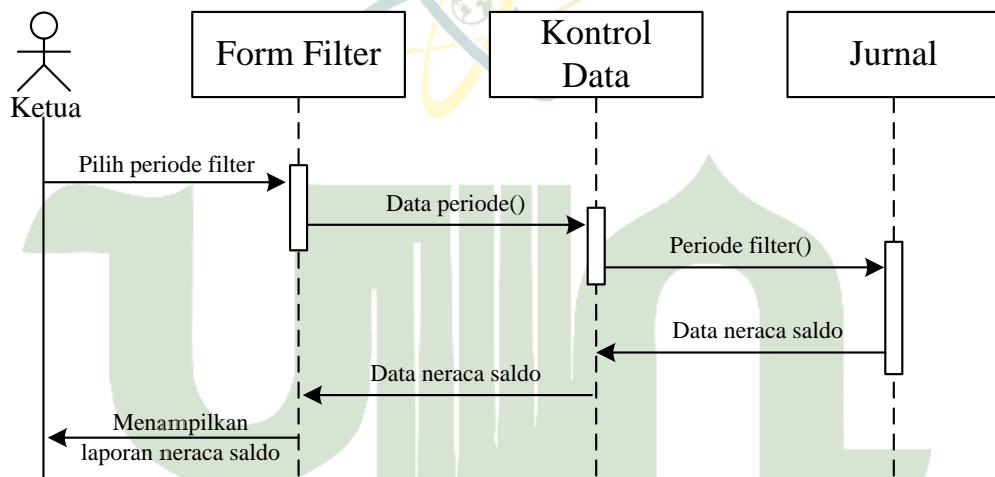 Ketua
Form Filter
Kontrol
Data
Jurnal
Pilih periode filter
Data periode()
Periode filter()
Data neraca saldo
Data neraca saldo
Menampilkan
laporan neraca saldo